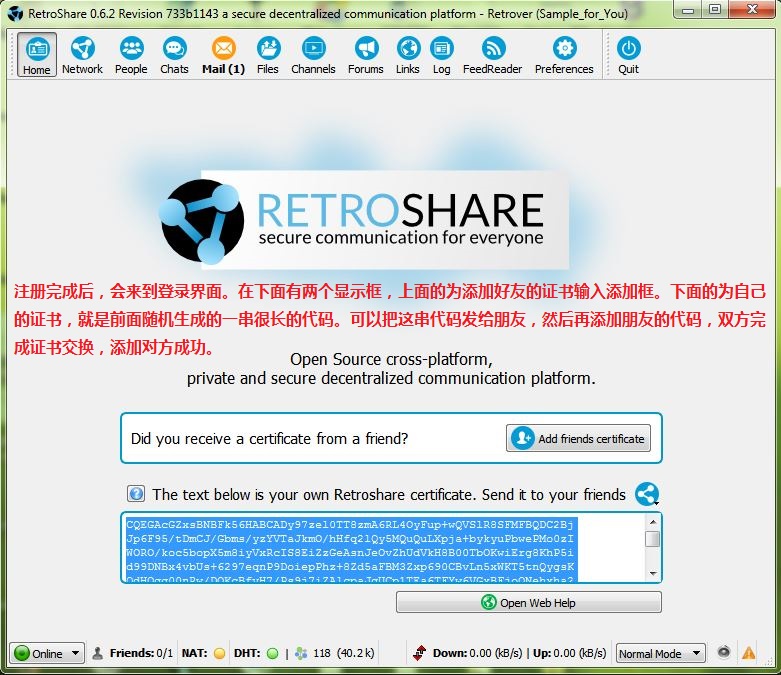 RetroShare 0.6.2 Revision 733b1143 a secure decentralized communication platform - Retrover (Sample_for_You)
Home Network People Chats Mail (1) Files Channels Forums Links Log FeedReader Preferences Quit
RETROSHARE
secure communication for everyone
注册完成后，会来到登录界面。在下面有两个显示框，上面的为添加好友的证书输入添加框。下面的为自己
的证书，就是前面随机生成的一串很长的代码。可以把这串代码发给朋友，然后再添加朋友的代码，双方完
成证书交换，添加对方成功。
Open Source cross-platform,
private and secure decentralized communication platform.
Did you receive a certificate from a friend?
Add friends certificate
The text below is your own Retroshare certificate. Send it to your friends
CQEGAcGZxsBNBFk56HABCADy97zel0TT8zmA6RL4OyFup+wQVSlR8SFMFBQDC2Bj
Jp6F95/tDmCJ/Gbms/yzYVTaJkmO/hHfq2lQy5MQuQuLXpja+bykyuPbwePMo0zI
WORO/koc5bopX5m8iyVxRcIS8EiZzGeAsnJeOvZhUdVkH8B00TbOKwiErg8KhP5i
d99DNBx4vbUs+6297eqnP9DoiepPhz+8Zd5aFBM3Zxp690CBvLn5xWKT5tnQygsK
Open Web Help
Online Friends: 0/1 NAT: DHT: | 118 (40.2 k) Down: 0.00 (kB/s) | Up: 0.00 (kB/s) Normal Mode